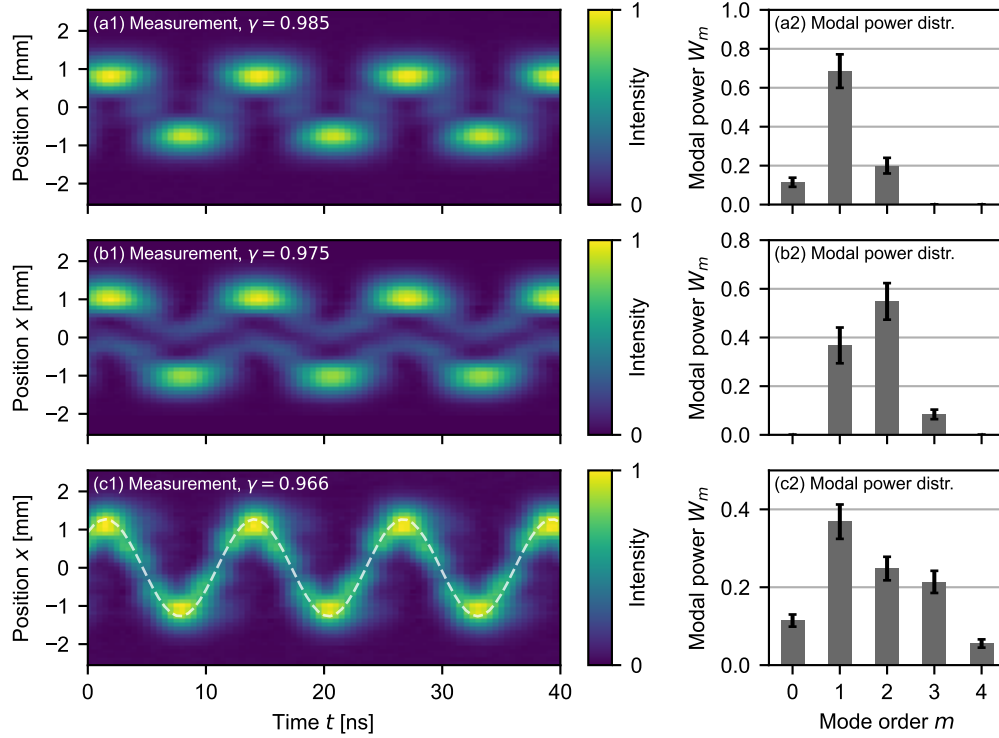 (a1) Measurement, γ = 0.985
Position x [mm]
2
1
0
−1
−2
1
Intensity
0
(a2) Modal power distr.
Modal power Wm
1.0
0.8
0.6
0.4
0.2
0.0
(b1) Measurement, γ = 0.975
Position x [mm]
2
1
0
−1
−2
1
Intensity
0
(b2) Modal power distr.
Modal power Wm
0.8
0.6
0.4
0.2
0.0
(c1) Measurement, γ = 0.966
Position x [mm]
2
1
0
−1
−2
0 10 20 30 40
Time t [ns]
1
Intensity
0
(c2) Modal power distr.
Modal power Wm
0.4
0.2
0.0
0 1 2 3 4
Mode order m